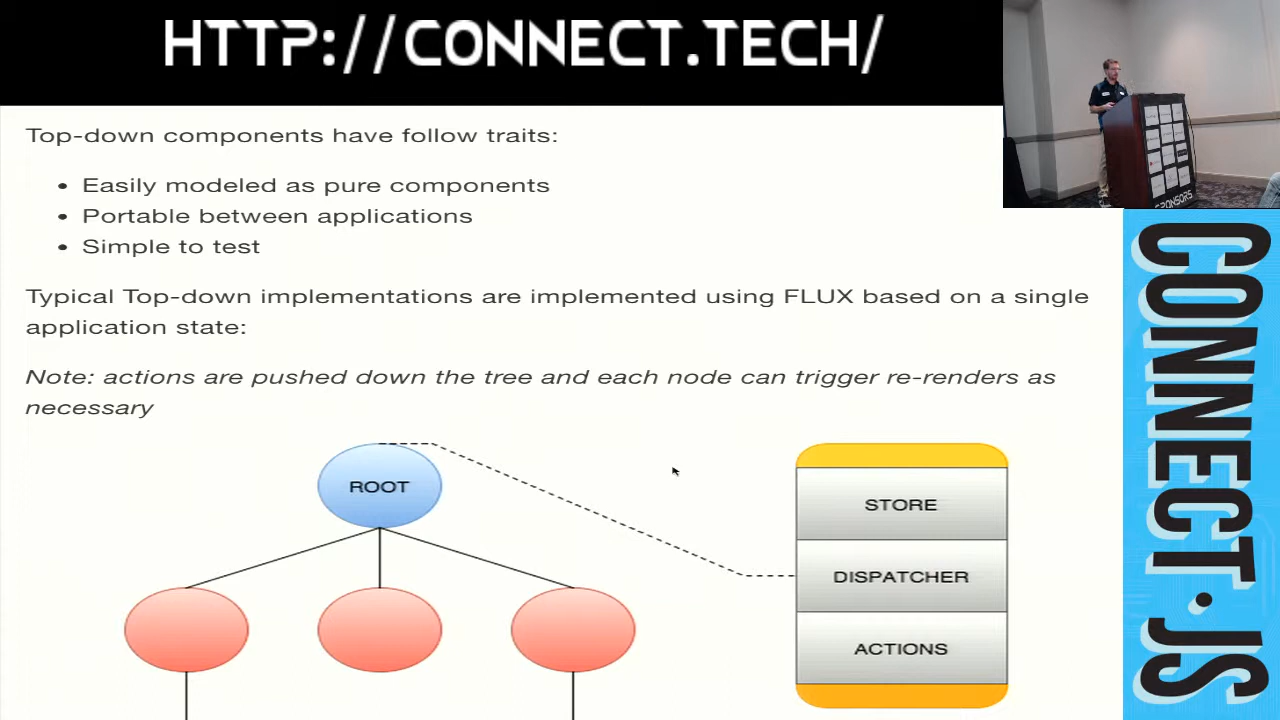 HTTP://CONNECT.TECH/
Top-down components have follow traits:
• Easily modeled as pure components
• Portable between applications
• Simple to test
Typical Top-down implementations are implemented using FLUX based on a single
application state:
Note: actions are pushed down the tree and each node can trigger re-renders as
necessary
ROOT
STORE
DISPATCHER
ACTIONS
SPONSORS
CONNECT.JS